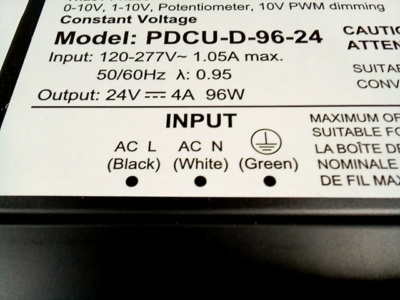 0-10V, 1-10V, Potentiometer, 10V PWM dimming
Constant Voltage
Model: PDCU-D-96-24
Input: 120-277V~ 1.05A max.
50/60Hz λ: 0.95
Output: 24V⎓4A 96W
INPUT
AC L
(Black)
AC N
(White)
(Green)
CAUTIO
ATTEN
SUITA
CONV
MAXIMUM OF
SUITABLE FO
LA BOÎTE DE
NOMINALE
DE FIL MAX